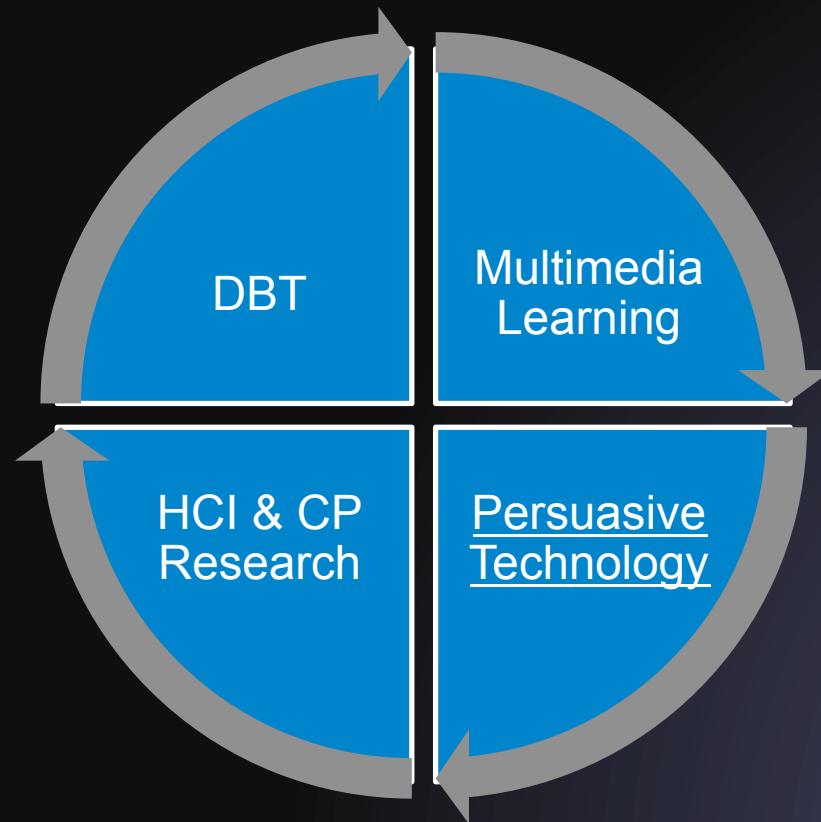 DBT
Multimedia
Learning
HCI & CP
Research
Persuasive
Technology